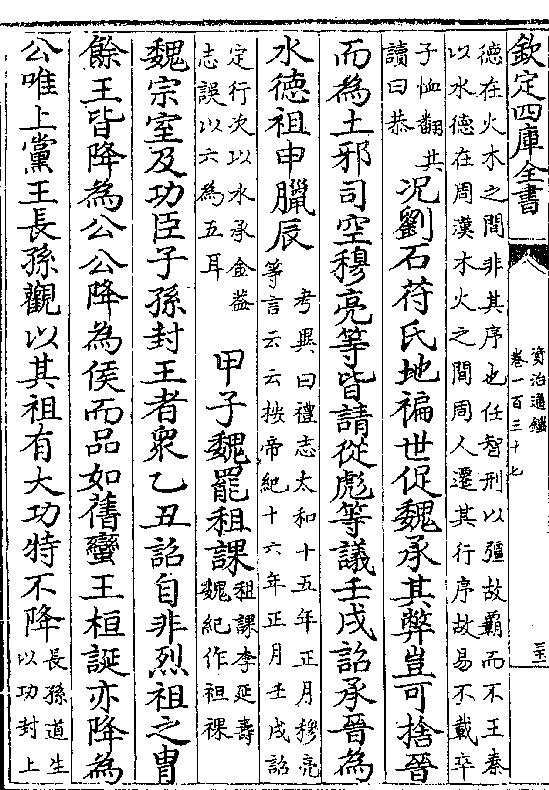 欽定四庫全書
資治通鑑
卷一百三十七
三十二
德在火木之間非其序也任智刑以彊故霸而不王秦
以水德在周漢木火之間周人遷其行序故易不載卒
子恤翻共
讀曰恭
況劉石苻氏地褊世促魏承其弊豈可捨晉
而為土邪司空穆亮等皆請從彪等議壬戌詔承晉為
水德祖申臘辰
考異曰禮志太和十五年正月穆亮
等言云云按帝紀十六年正月壬戌詔
定行次以水承金葢
志誤以六為五耳
甲子魏罷租課
租課李延壽
魏紀作袒裸
魏宗室及功臣子孫封王者衆乙丑詔自非烈祖之胄
餘王皆降為公公降為侯而品如舊蠻王桓誕亦降為
公唯上黨王長孫觀以其祖有大功特不降
長孫道生
以功封上